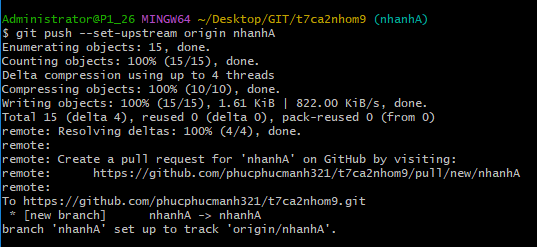 Administrator@P1_26 MINGW64 ~/Desktop/GIT/t7ca2nhom9 (nhanhA)
$ git push --set-upstream origin nhanhA
Enumerating objects: 15, done.
Counting objects: 100% (15/15), done.
Delta compression using up to 4 threads
Compressing objects: 100% (10/10), done.
Writing objects: 100% (15/15), 1.61 KiB | 822.00 KiB/s, done.
Total 15 (delta 4), reused 0 (delta 0), pack-reused 0 (from 0)
remote: Resolving deltas: 100% (4/4), done.
remote:
remote: Create a pull request for 'nhanhA' on GitHub by visiting:
remote:      https://github.com/phucphucmanh321/t7ca2nhom9/pull/new/nhanhA
remote:
To https://github.com/phucphucmanh321/t7ca2nhom9.git
 * [new branch]      nhanhA -> nhanhA
branch 'nhanhA' set up to track 'origin/nhanhA'.